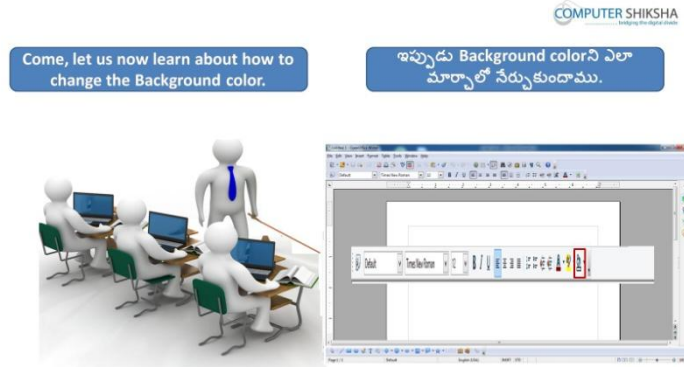 COMPUTER SHIKSHA
bridging the digital divide
Come, let us now learn about how to
change the Background color.
ఇప్పుడు Background colorని ఎలా
మార్చాలో నేర్చుకుందాము.
Default
Times New Roman
12
B I U